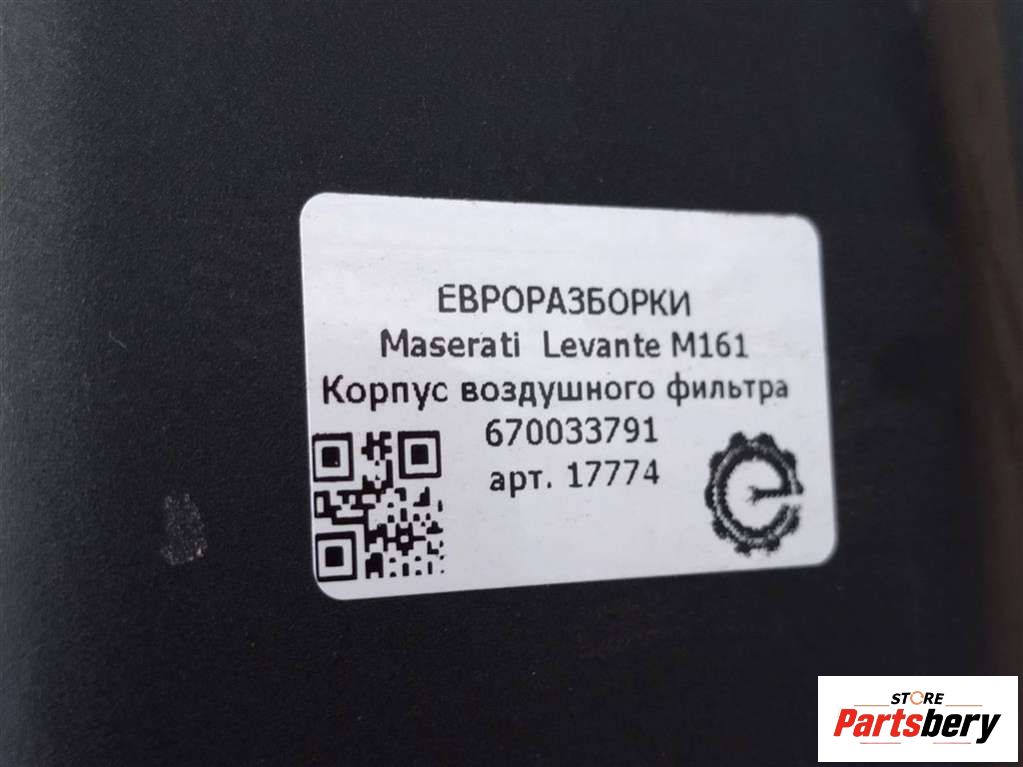 ЕВРОРАЗБОРКИ
Maserati Levante M161
Корпус воздушного фильтра
670033791
арт. 17774
STORE
Partsbery